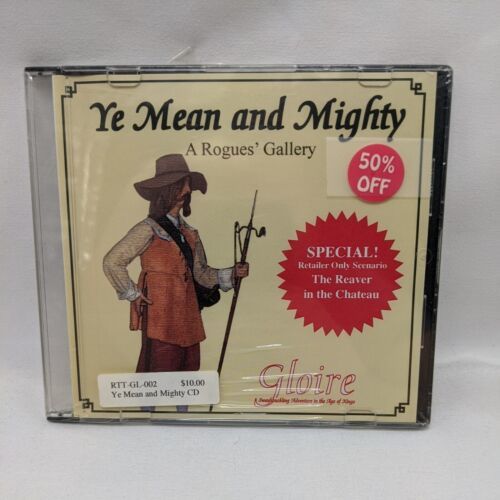 Ye Mean and Mighty
A Rogues' Gallery
50%
OFF
SPECIAL!
Retailer Only Scenario
The Reaver
in the Chateau
RTT-GL-002 $10.00
Ye Mean and Mighty CD
Gloire
A Swashbuckling Adventure in the Age of Kings